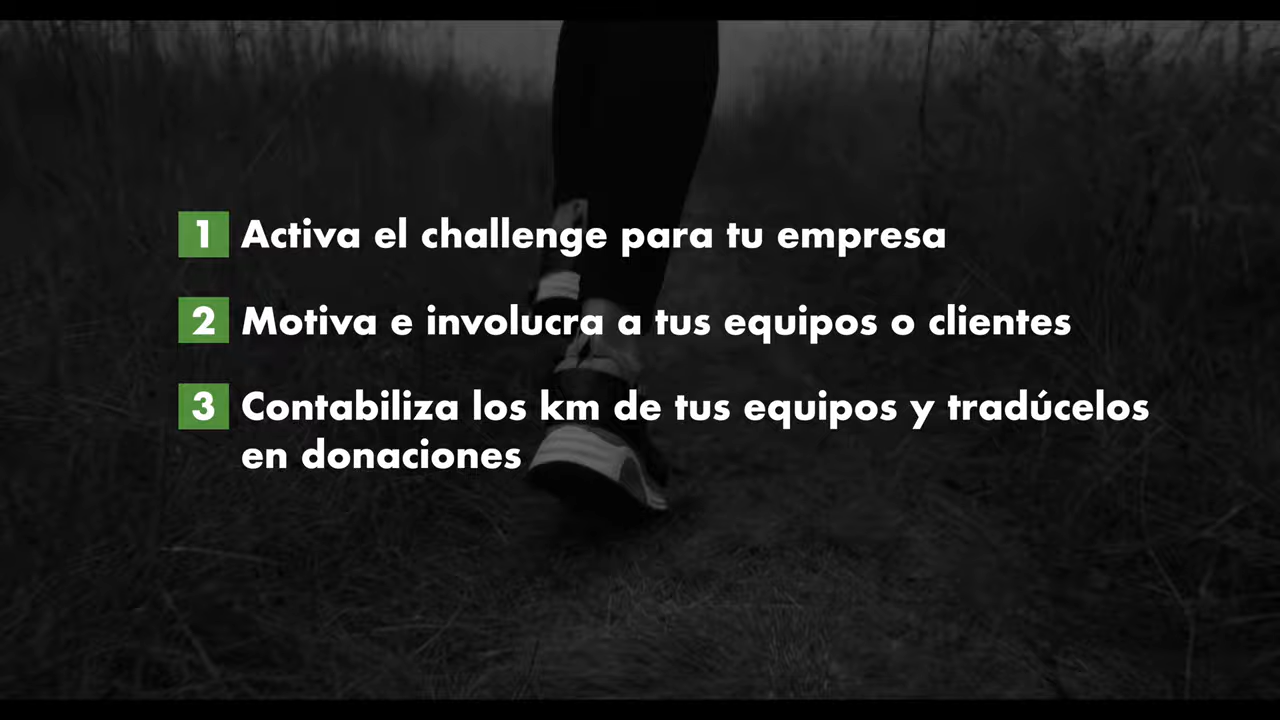 1 Activa el challenge para tu empresa
2 Motiva e involucra a tus equipos o clientes
3 Contabiliza los km de tus equipos y tradúcelos
en donaciones